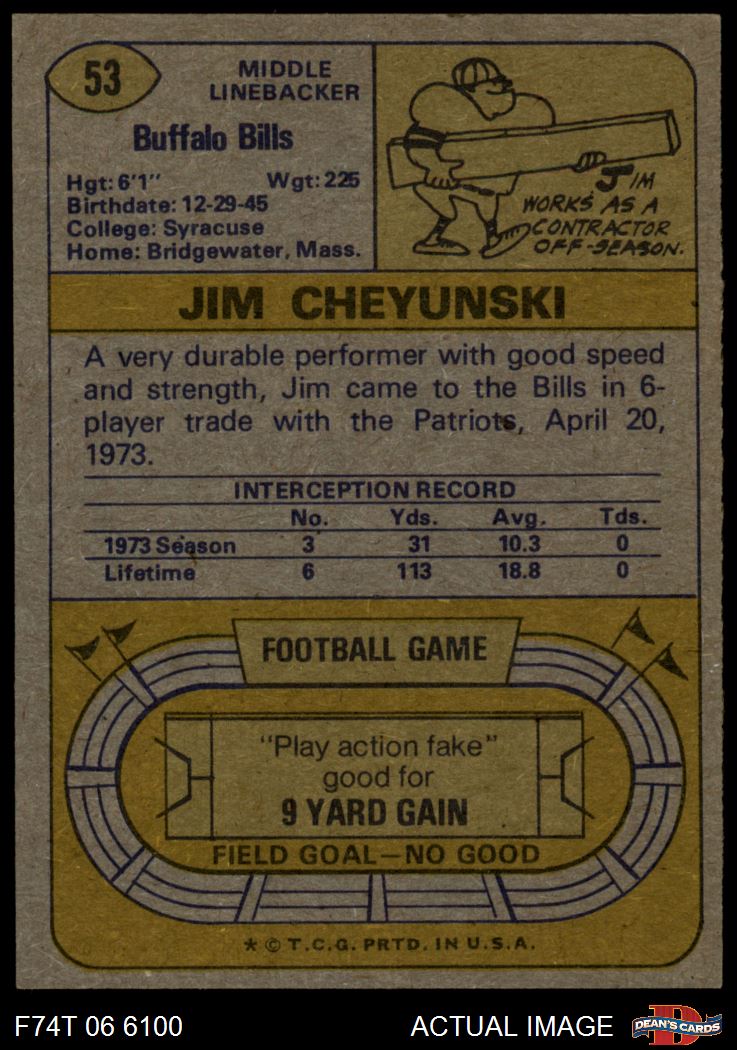 53
MIDDLE
LINEBACKER
Buffalo Bills
Hgt: 6'1" Wgt: 225
Birthdate: 12-29-45
College: Syracuse
Home: Bridgewater, Mass.
JIM
WORKS AS A
CONTRACTOR
OFF-SEASON.
JIM CHEYUNSKI
A very durable performer with good speed
and strength, Jim came to the Bills in 6-
player trade with the Patriots, April 20,
1973.
INTERCEPTION RECORD
No. Yds. Avg. Tds.
1973 Season 3 31 10.3 0
Lifetime 6 113 18.8 0
FOOTBALL GAME
"Play action fake"
good for
9 YARD GAIN
FIELD GOAL—NO GOOD
* © T.C.G. PRTD. IN U.S.A.
F74T 06 6100 ACTUAL IMAGE DEAN'S CARDS